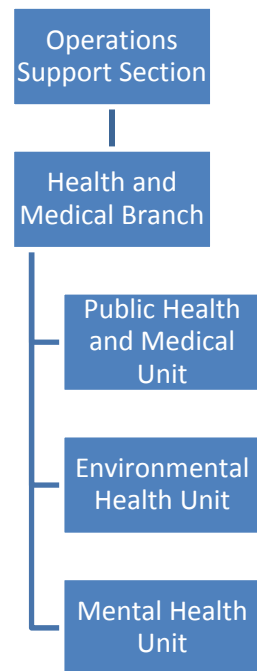 Operations
Support Section
Health and
Medical Branch
Public Health
and Medical
Unit
Environmental
Health Unit
Mental Health
Unit